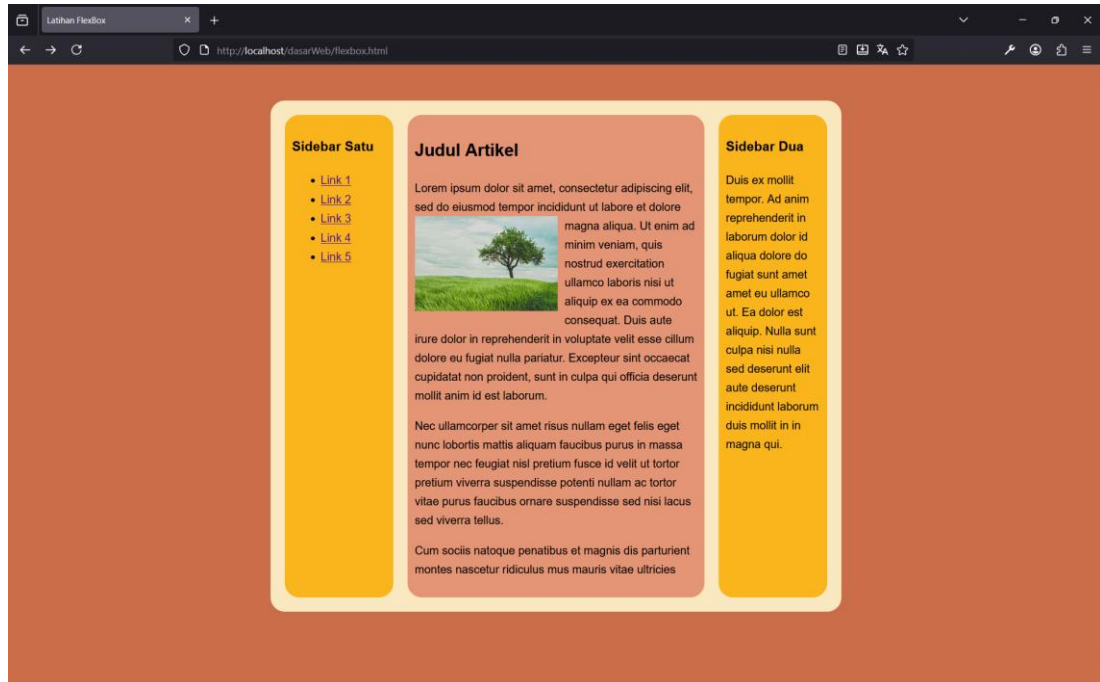 Latihan FlexBox
http://localhost/dasarWeb/flexbox.html
Sidebar Satu
Link 1
Link 2
Link 3
Link 4
Link 5
Judul Artikel
Lorem ipsum dolor sit amet, consectetur adipiscing elit,
sed do eiusmod tempor incididunt ut labore et dolore
magna aliqua. Ut enim ad
minim veniam, quis
nostrud exercitation
ullamco laboris nisi ut
aliquip ex ea commodo
consequat. Duis aute
irure dolor in reprehenderit in voluptate velit esse cillum
dolore eu fugiat nulla pariatur. Excepteur sint occaecat
cupidatat non proident, sunt in culpa qui officia deserunt
mollit anim id est laborum.
Nec ullamcorper sit amet risus nullam eget felis eget
nunc lobortis mattis aliquam faucibus purus in massa
tempor nec feugiat nisl pretium fusce id velit ut tortor
pretium viverra suspendisse potenti nullam ac tortor
vitae purus faucibus ornare suspendisse sed nisi lacus
sed viverra tellus.
Cum sociis natoque penatibus et magnis dis parturient
montes nascetur ridiculus mus mauris vitae ultricies
Sidebar Dua
Duis ex mollit
tempor. Ad anim
reprehenderit in
laborum dolor id
aliqua dolore do
fugiat sunt amet
amet eu ullamco
ut. Ea dolor est
aliquip. Nulla sunt
culpa nisi nulla
sed deserunt elit
aute deserunt
incididunt laborum
duis mollit in in
magna qui.